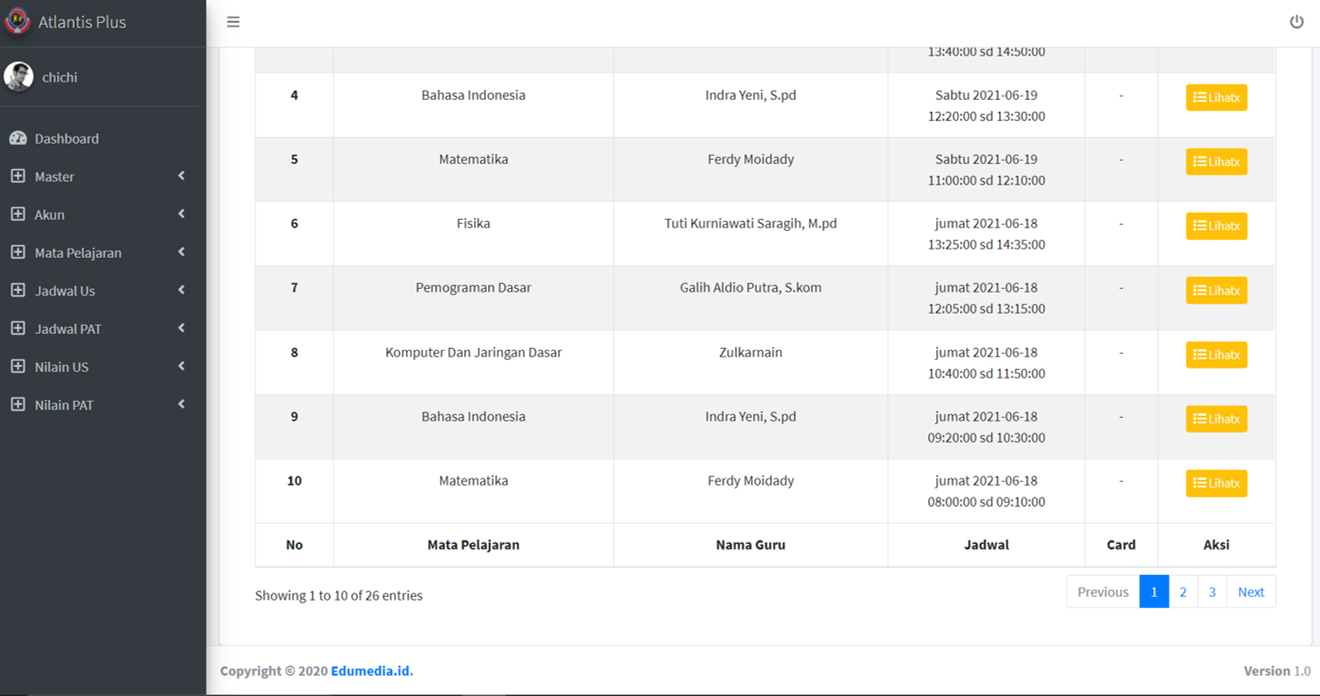 Atlantis Plus
chichi
Dashboard
Master
Akun
Mata Pelajaran
Jadwal Us
Jadwal PAT
Nilain US
Nilain PAT
13:40:00 sd 14:50:00
4 Bahasa Indonesia Indra Yeni, S.pd Sabtu 2021-06-19 - Lihatx
12:20:00 sd 13:30:00
5 Matematika Ferdy Moidady Sabtu 2021-06-19 - Lihatx
11:00:00 sd 12:10:00
6 Fisika Tuti Kurniawati Saragih, M.pd jumat 2021-06-18 - Lihatx
13:25:00 sd 14:35:00
7 Pemograman Dasar Galih Aldio Putra, S.kom jumat 2021-06-18 - Lihatx
12:05:00 sd 13:15:00
8 Komputer Dan Jaringan Dasar Zulkarnain jumat 2021-06-18 - Lihatx
10:40:00 sd 11:50:00
9 Bahasa Indonesia Indra Yeni, S.pd jumat 2021-06-18 - Lihatx
09:20:00 sd 10:30:00
10 Matematika Ferdy Moidady jumat 2021-06-18 - Lihatx
08:00:00 sd 09:10:00
No Mata Pelajaran Nama Guru Jadwal Card Aksi
Showing 1 to 10 of 26 entries
Previous 1 2 3 Next
Copyright © 2020 Edumedia.id.
Version 1.0